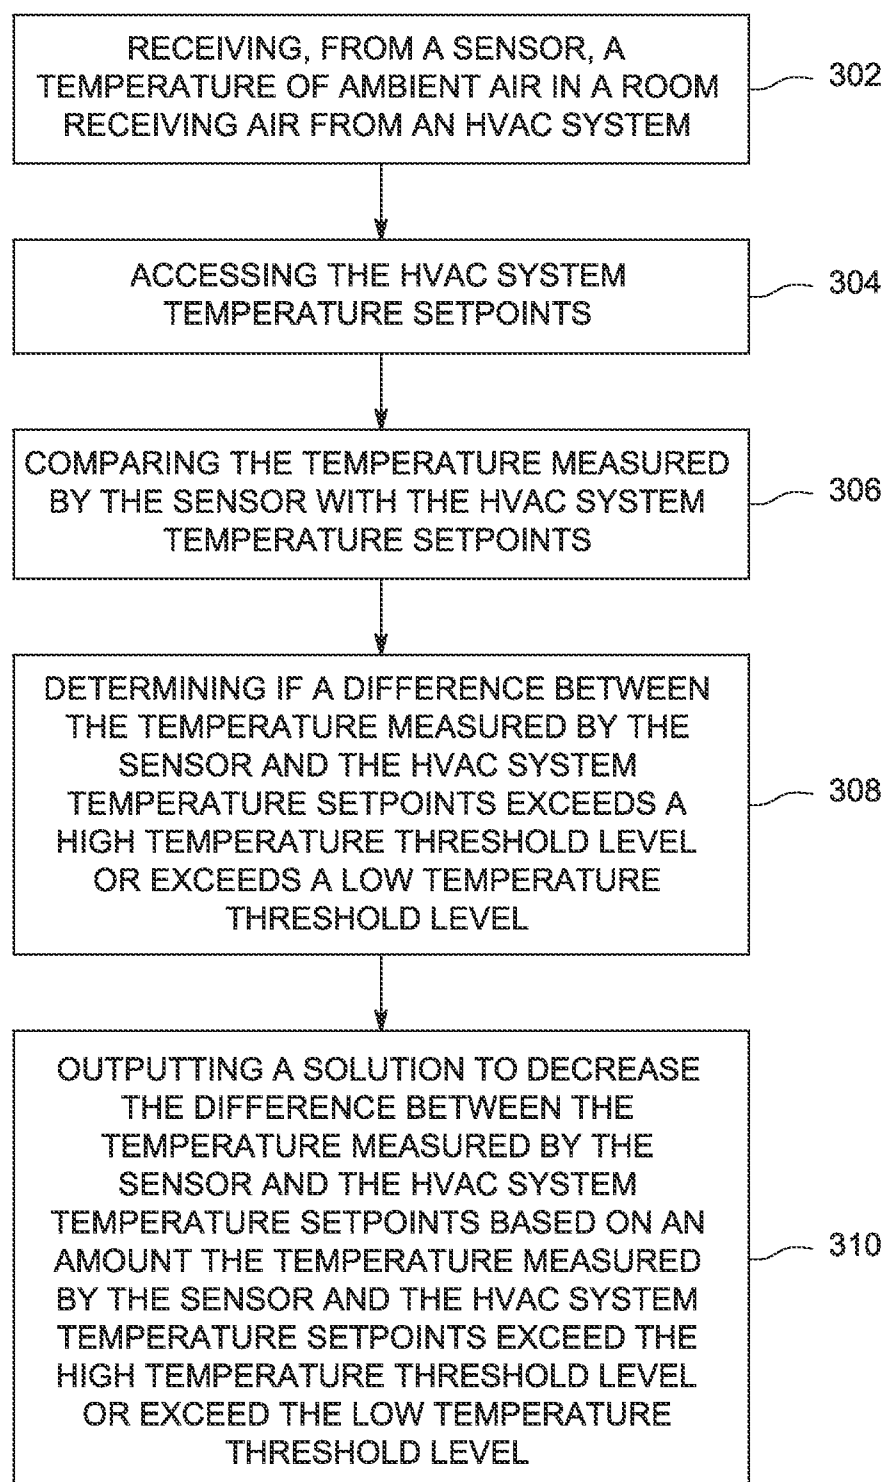 RECEIVING, FROM A SENSOR, A
TEMPERATURE OF AMBIENT AIR IN A ROOM
RECEIVING AIR FROM AN HVAC SYSTEM
302
ACCESSING THE HVAC SYSTEM
TEMPERATURE SETPOINTS
304
COMPARING THE TEMPERATURE MEASURED
BY THE SENSOR WITH THE HVAC SYSTEM
TEMPERATURE SETPOINTS
306
DETERMINING IF A DIFFERENCE BETWEEN
THE TEMPERATURE MEASURED BY THE
SENSOR AND THE HVAC SYSTEM
TEMPERATURE SETPOINTS EXCEEDS A
HIGH TEMPERATURE THRESHOLD LEVEL
OR EXCEEDS A LOW TEMPERATURE
THRESHOLD LEVEL
308
OUTPUTTING A SOLUTION TO DECREASE
THE DIFFERENCE BETWEEN THE
TEMPERATURE MEASURED BY THE
SENSOR AND THE HVAC SYSTEM
TEMPERATURE SETPOINTS BASED ON AN
AMOUNT THE TEMPERATURE MEASURED
BY THE SENSOR AND THE HVAC SYSTEM
TEMPERATURE SETPOINTS EXCEED THE
HIGH TEMPERATURE THRESHOLD LEVEL
OR EXCEED THE LOW TEMPERATURE
THRESHOLD LEVEL
310